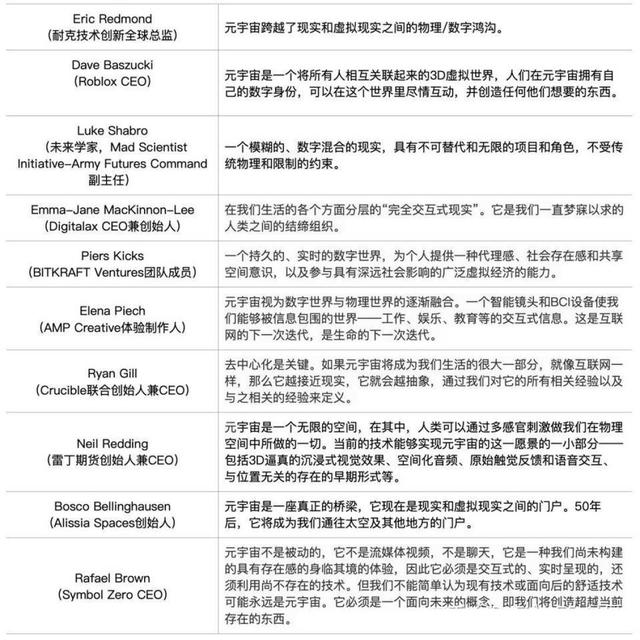 Eric Redmond
（耐克技术创新全球总监）
元宇宙跨越了现实和虚拟现实之间的物理/数字鸿沟。
Dave Baszucki
（Roblox CEO）
元宇宙是一个将所有人相互关联起来的3D虚拟世界，人们在元宇宙拥有自
己的数字身份，可以在这个世界里尽情互动，并创造任何他们想要的东西。
Luke Shabro
（未来学家，Mad Scientist
Initiative-Army Futures Command
副主任）
一个模糊的、数字混合的现实，具有不可替代和无限的项目和角色，不受传
统物理和限制的约束。
Emma-Jane MacKinnon-Lee
（Digitalax CEO兼创始人）
在我们生活的各个方面分层的“完全交互式现实”。它是我们一直梦寐以求的
人类之间的结缔组织。
Piers Kicks
（BITKRAFT Ventures团队成员）
一个持久的、实时的数字世界，为个人提供一种代理感、社会存在感和共享
空间意识，以及参与具有深远社会影响的广泛虚拟经济的能力。
Elena Piech
（AMP Creative体验制作人）
元宇宙视为数字世界与物理世界的逐渐融合。一个智能镜头和BCI设备使我
们能够被信息包围的世界——工作、娱乐、教育等的交互式信息。这是互联
网的下一次迭代，是生命的下一次迭代。
Ryan Gill
（Crucible联合创始人兼CEO）
去中心化是关键。如果元宇宙将成为我们生活的很大一部分，就像互联网一
样，那么它越接近现实，它就会越抽象，通过我们对它的所有相关经验以及
与之相关的经验来定义。
Neil Redding
（雷丁期货创始人兼CEO）
元宇宙是一个无限的空间，在其中，人类可以通过多感官刺激做我们在物理
空间中所做的一切。当前的技术能够实现元宇宙的这一愿景的一小部分——
包括3D逼真的沉浸式视觉效果、空间化音频、原始触觉反馈和语音交互、
与位置无关的存在的早期形式等。
Bosco Bellinghausen
（Alissia Spaces创始人）
元宇宙是一座真正的桥梁，它现在是现实和虚拟现实之间的门户。50年
后，它将成为我们通往太空及其他地方的门户。
Rafael Brown
（Symbol Zero CEO）
元宇宙不是被动的，它不是流媒体视频，不是聊天，它是一种我们尚未构建
的具有存在感的身临其境的体验，因此它必须是交互式的、实时呈现的，还
须利用尚不存在的技术。但我们不能简单认为现有技术或面向后的舒适技术
可能永远是元宇宙。它必须是一个面向未来的概念，即我们将创造超越当前
存在的东西。